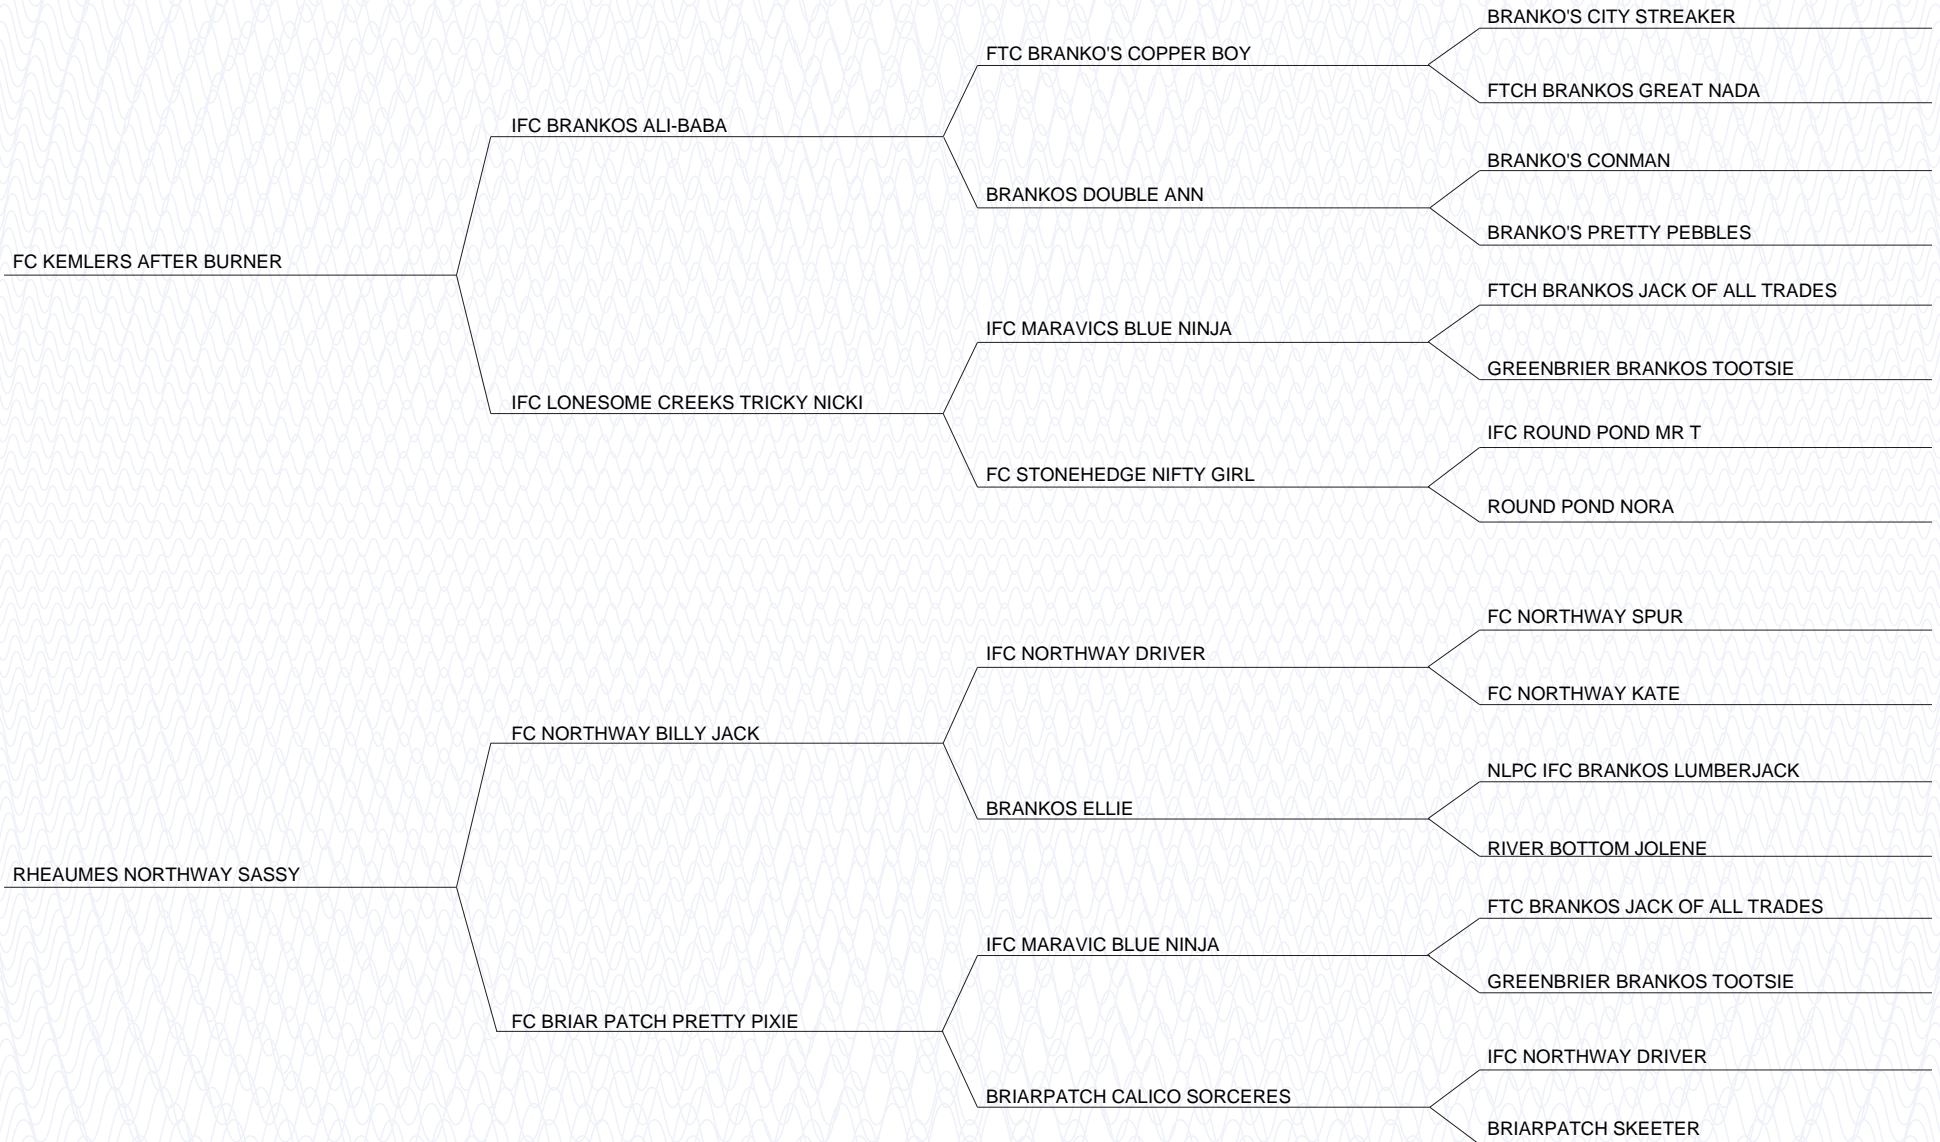 BRANKO'S CITY STREAKER
FTC BRANKO'S COPPER BOY
FTCH BRANKOS GREAT NADA
IFC BRANKOS ALI-BABA
BRANKO'S CONMAN
BRANKOS DOUBLE ANN
BRANKO'S PRETTY PEBBLES
FC KEMLERS AFTER BURNER
FTCH BRANKOS JACK OF ALL TRADES
IFC MARAVICS BLUE NINJA
GREENBRIER BRANKOS TOOTSIE
IFC LONESOME CREEKS TRICKY NICKI
IFC ROUND POND MR T
FC STONEHEDGE NIFTY GIRL
ROUND POND NORA
FC NORTHWAY SPUR
IFC NORTHWAY DRIVER
FC NORTHWAY KATE
FC NORTHWAY BILLY JACK
NLPC IFC BRANKOS LUMBERJACK
BRANKOS ELLIE
RIVER BOTTOM JOLENE
RHEAUMES NORTHWAY SASSY
FTC BRANKOS JACK OF ALL TRADES
IFC MARAVIC BLUE NINJA
GREENBRIER BRANKOS TOOTSIE
FC BRIAR PATCH PRETTY PIXIE
IFC NORTHWAY DRIVER
BRIARPATCH CALICO SORCERES
BRIARPATCH SKEETER